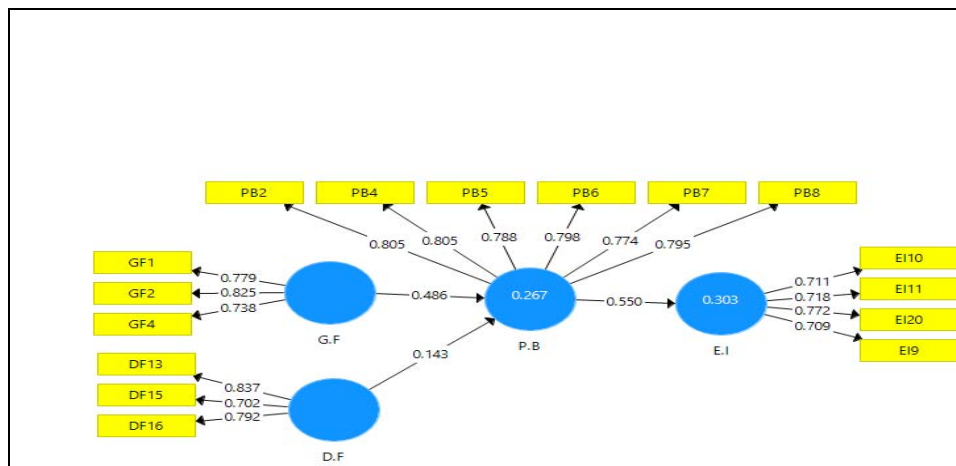 PB2 PB4 PB5 PB6 PB7 PB8
0.805 0.805 0.788 0.798 0.774 0.795
GF1
GF2
GF4
0.779
0.825
0.738
G.F
0.486
DF13
DF15
DF16
0.837
0.702
0.792
D.F
0.143
0.267
P.B
0.550
0.303
E.I
0.711
0.718
0.772
0.709
EI10
EI11
EI20
EI9